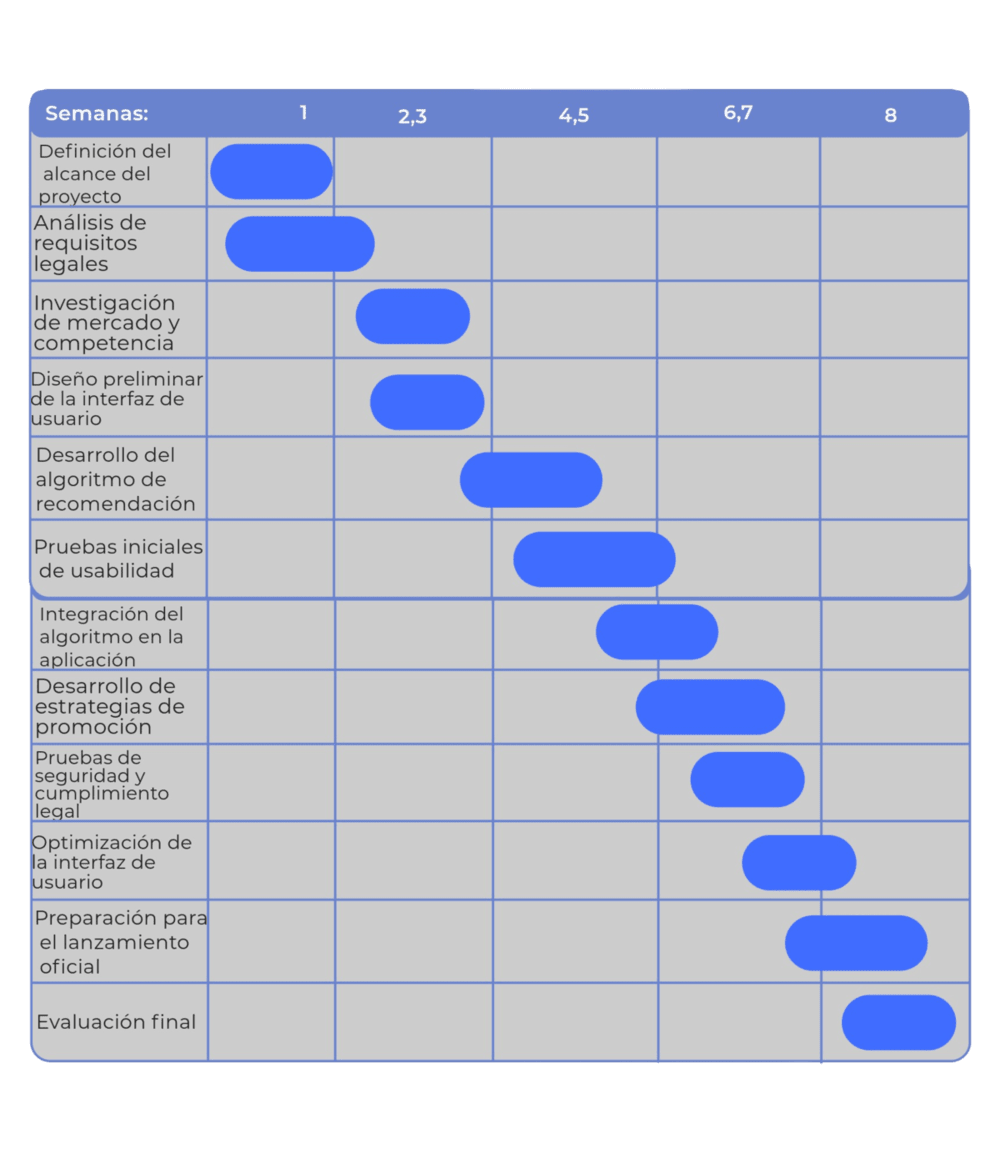 Semanas: 1 2,3 4,5 6,7 8
Definición del
alcance del
proyecto
Análisis de
requisitos
legales
Investigación
de mercado y
competencia
Diseño preliminar
de la interfaz de
usuario
Desarrollo del
algoritmo de
recomendación
Pruebas iniciales
de usabilidad
Integración del
algoritmo en la
aplicación
Desarrollo de
estrategias de
promoción
Pruebas de
seguridad y
cumplimiento
legal
Optimización de
la interfaz de
usuario
Preparación para
el lanzamiento
oficial
Evaluación final